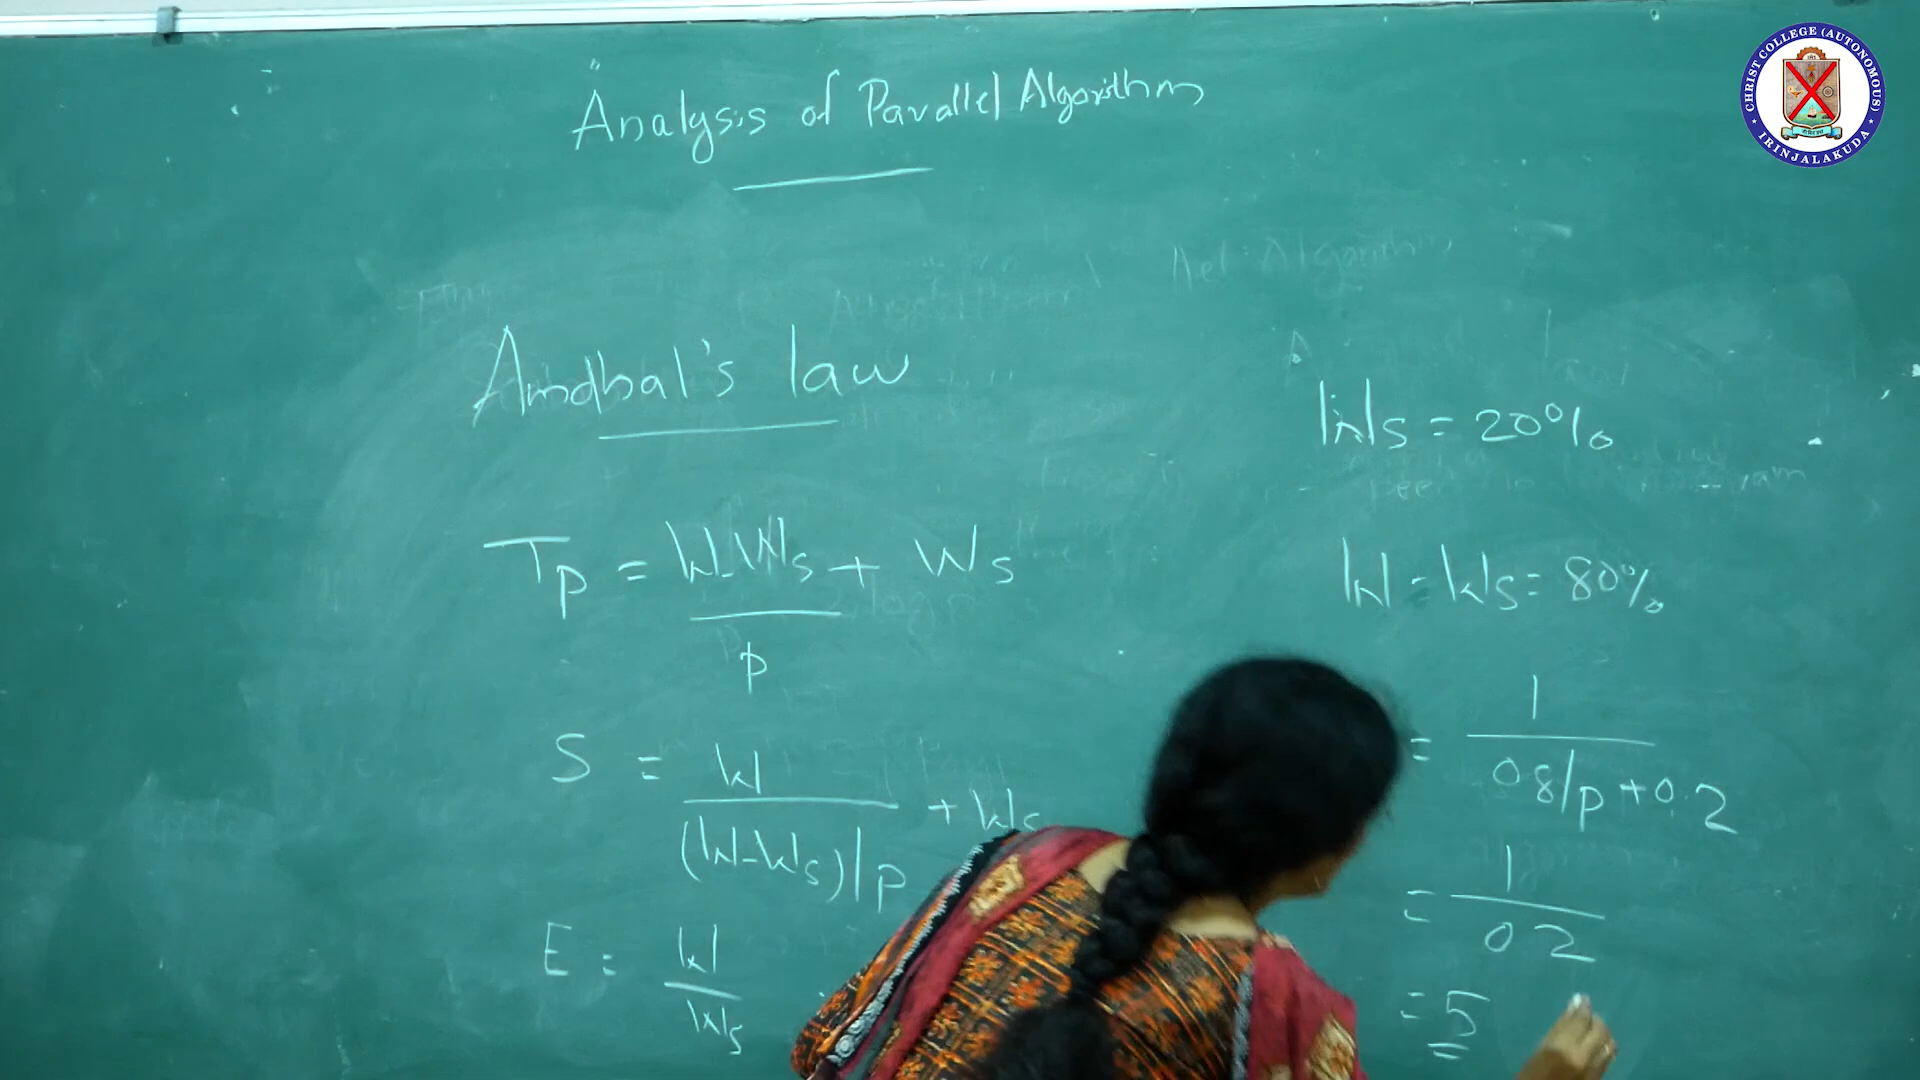 Analysis of Parallel Algorithms
Amdhal's law
Tp = W-Ws + Ws
p
S = W + Ws
(W-Ws)/p
E = W
Ws
Ws = 20%
W - Ws = 80%
= 1
0.8/p + 0.2
= 1
0.2
= 5
CHRIST COLLEGE (AUTONOMOUS)
IRINJALAKUDA